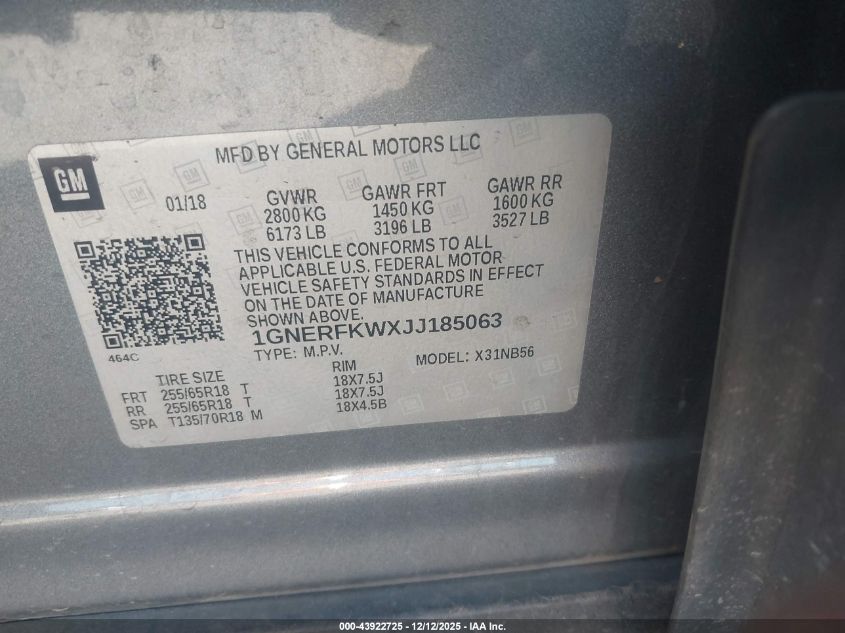 MFD BY GENERAL MOTORS LLC
GM
01/18
GVWR
2800 KG
6173 LB
GAWR FRT
1450 KG
3196 LB
GAWR RR
1600 KG
3527 LB
THIS VEHICLE CONFORMS TO ALL
APPLICABLE U.S. FEDERAL MOTOR
VEHICLE SAFETY STANDARDS IN EFFECT
ON THE DATE OF MANUFACTURE
SHOWN ABOVE.
1GNERFKWXJJ185063
464C
TYPE: M.P.V.
MODEL: X31NB56
TIRE SIZE RIM
FRT 255/65R18 T 18X7.5J
RR 255/65R18 T 18X7.5J
SPA T135/70R18 M 18X4.5B
000-43922725 - 12/12/2025 - IAA Inc.